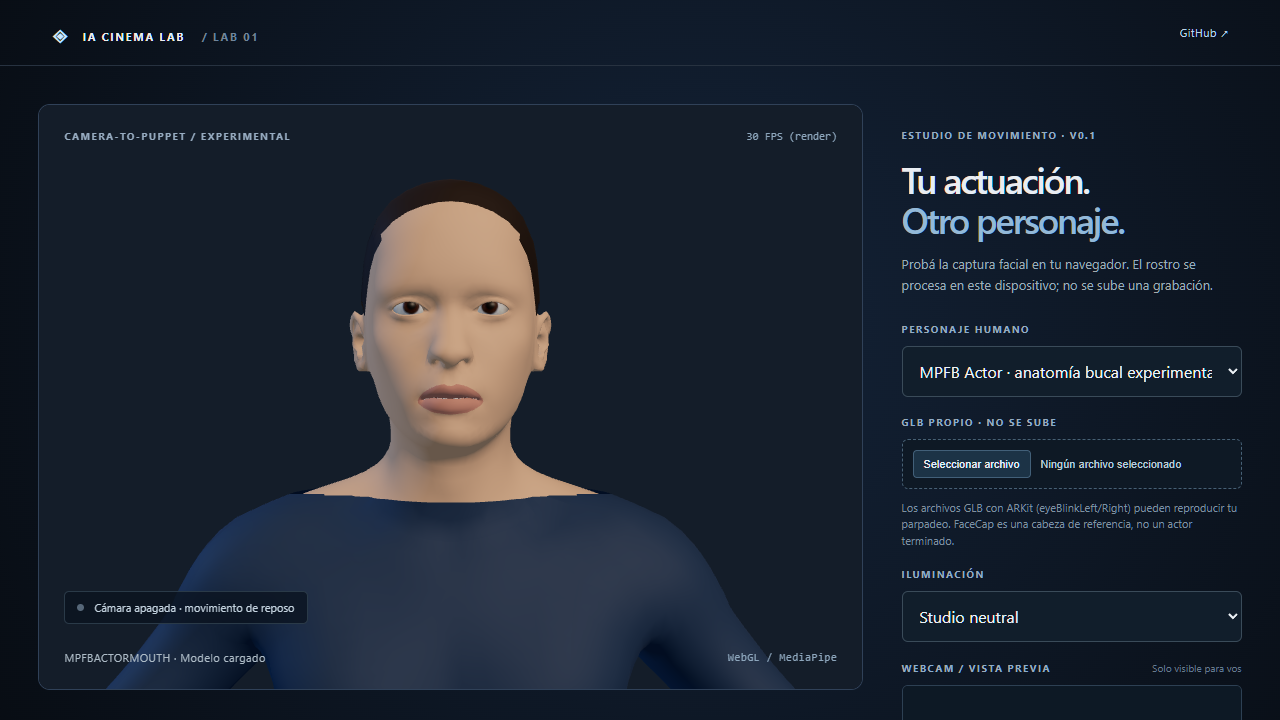 IA CINEMA LAB / LAB 01
GitHub ↗
CAMERA-TO-PUPPET / EXPERIMENTAL
30 FPS (render)
Cámara apagada · movimiento de reposo
MPFBACTORMOUTH · Modelo cargado
WebGL / MediaPipe
ESTUDIO DE MOVIMIENTO · V0.1
Tu actuación.
Otro personaje.
Probá la captura facial en tu navegador. El rostro se
procesa en este dispositivo; no se sube una grabación.
PERSONAJE HUMANO
MPFB Actor · anatomía bucal experimenta
GLB PROPIO · NO SE SUBE
Seleccionar archivo Ningún archivo seleccionado
Los archivos GLB con ARKit (eyeBlinkLeft/Right) pueden reproducir tu
parpadeo. FaceCap es una cabeza de referencia, no un actor
terminado.
ILUMINACIÓN
Studio neutral
WEBCAM / VISTA PREVIA
Solo visible para vos